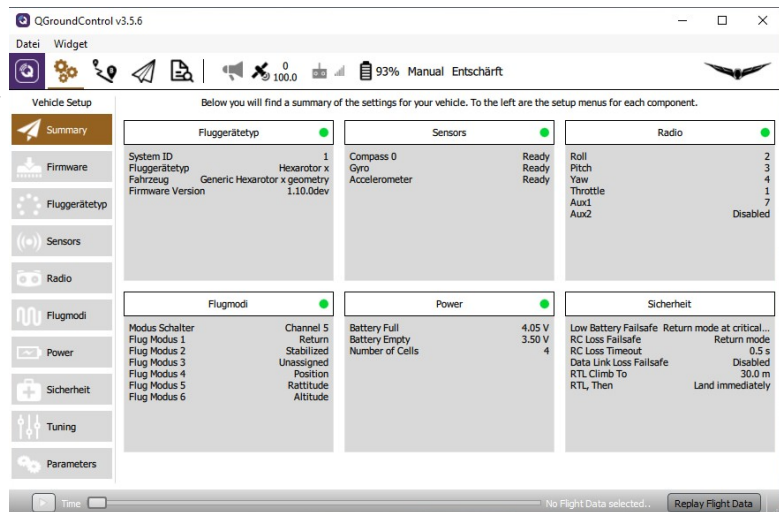 QGroundControl v3.5.6
Datei Widget
0
100.0
93% Manual Entschärft
Vehicle Setup
Below you will find a summary of the settings for your vehicle. To the left are the setup menus for each component.
Summary
Firmware
Fluggerätetyp
Sensors
Radio
Flugmodi
Power
Sicherheit
Tuning
Parameters
Fluggerätetyp
System ID 1
Fluggerätetyp Hexarotor x
Fahrzeug Generic Hexarotor x geometry
Firmware Version 1.10.0dev
Sensors
Compass 0 Ready
Gyro Ready
Accelerometer Ready
Radio
Roll 2
Pitch 3
Yaw 4
Throttle 1
Aux1 7
Aux2 Disabled
Flugmodi
Modus Schalter Channel 5
Flug Modus 1 Return
Flug Modus 2 Stabilized
Flug Modus 3 Unassigned
Flug Modus 4 Position
Flug Modus 5 Rattitude
Flug Modus 6 Altitude
Power
Battery Full 4.05 V
Battery Empty 3.50 V
Number of Cells 4
Sicherheit
Low Battery Failsafe Return mode at critical...
RC Loss Failsafe Return mode
RC Loss Timeout 0.5 s
Data Link Loss Failsafe Disabled
RTL Climb To 30.0 m
RTL, Then Land immediately
Time No Flight Data selected.. Replay Flight Data